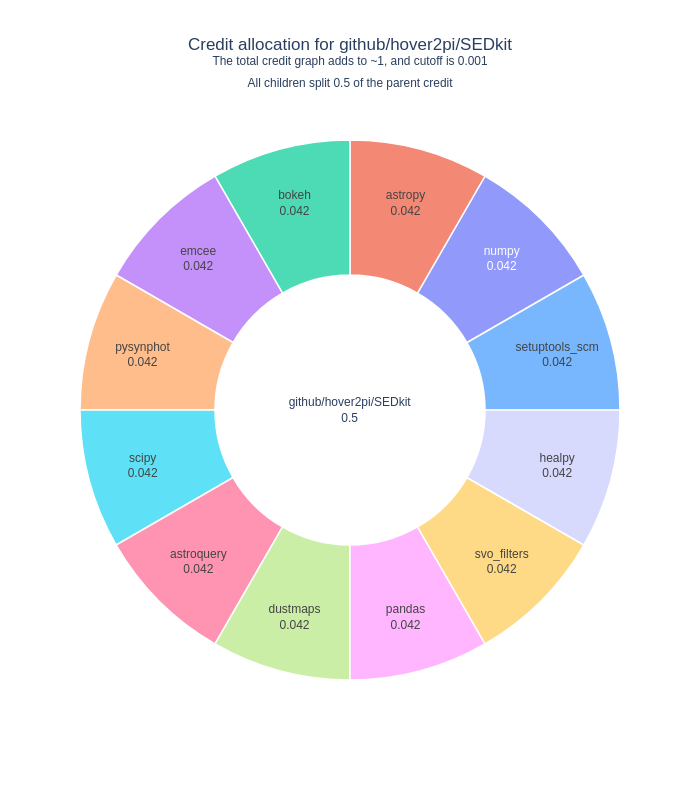 Credit allocation for github/hover2pi/SEDkit
The total credit graph adds to ~1, and cutoff is 0.001
All children split 0.5 of the parent credit
bokeh
0.042
astropy
0.042
emcee
0.042
numpy
0.042
pysynphot
0.042
setuptools_scm
0.042
github/hover2pi/SEDkit
0.5
scipy
0.042
healpy
0.042
astroquery
0.042
svo_filters
0.042
dustmaps
0.042
pandas
0.042